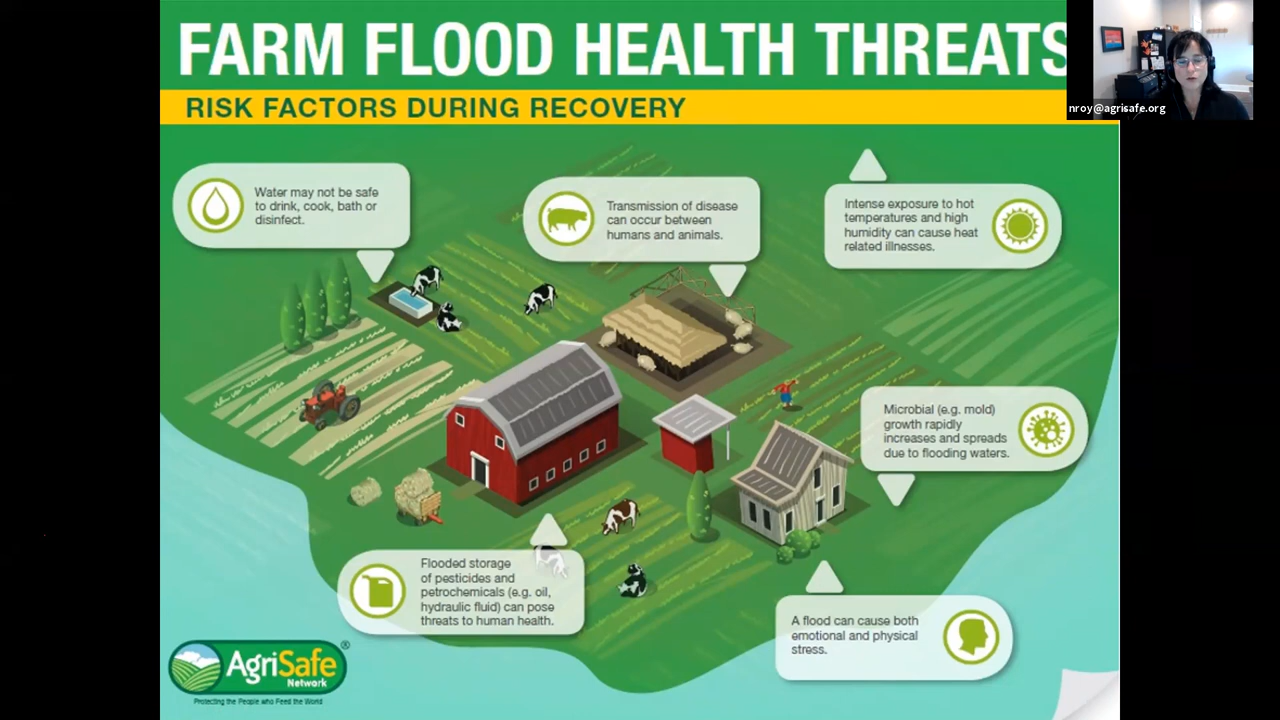 FARM FLOOD HEALTH THREATS
nroy@agrisafe.org
RISK FACTORS DURING RECOVERY
Water may not be safe
to drink, cook, bath or
disinfect.
Transmission of disease
can occur between
humans and animals.
Intense exposure to hot
temperatures and high
humidity can cause heat
related illnesses.
Microbial (e.g. mold)
growth rapidly
increases and spreads
due to flooding waters.
Flooded storage
of pesticides and
petrochemicals (e.g. oil,
hydraulic fluid) can pose
threats to human health.
A flood can cause both
emotional and physical
stress.
AgriSafe®
Network
Protecting the People who Feed the World